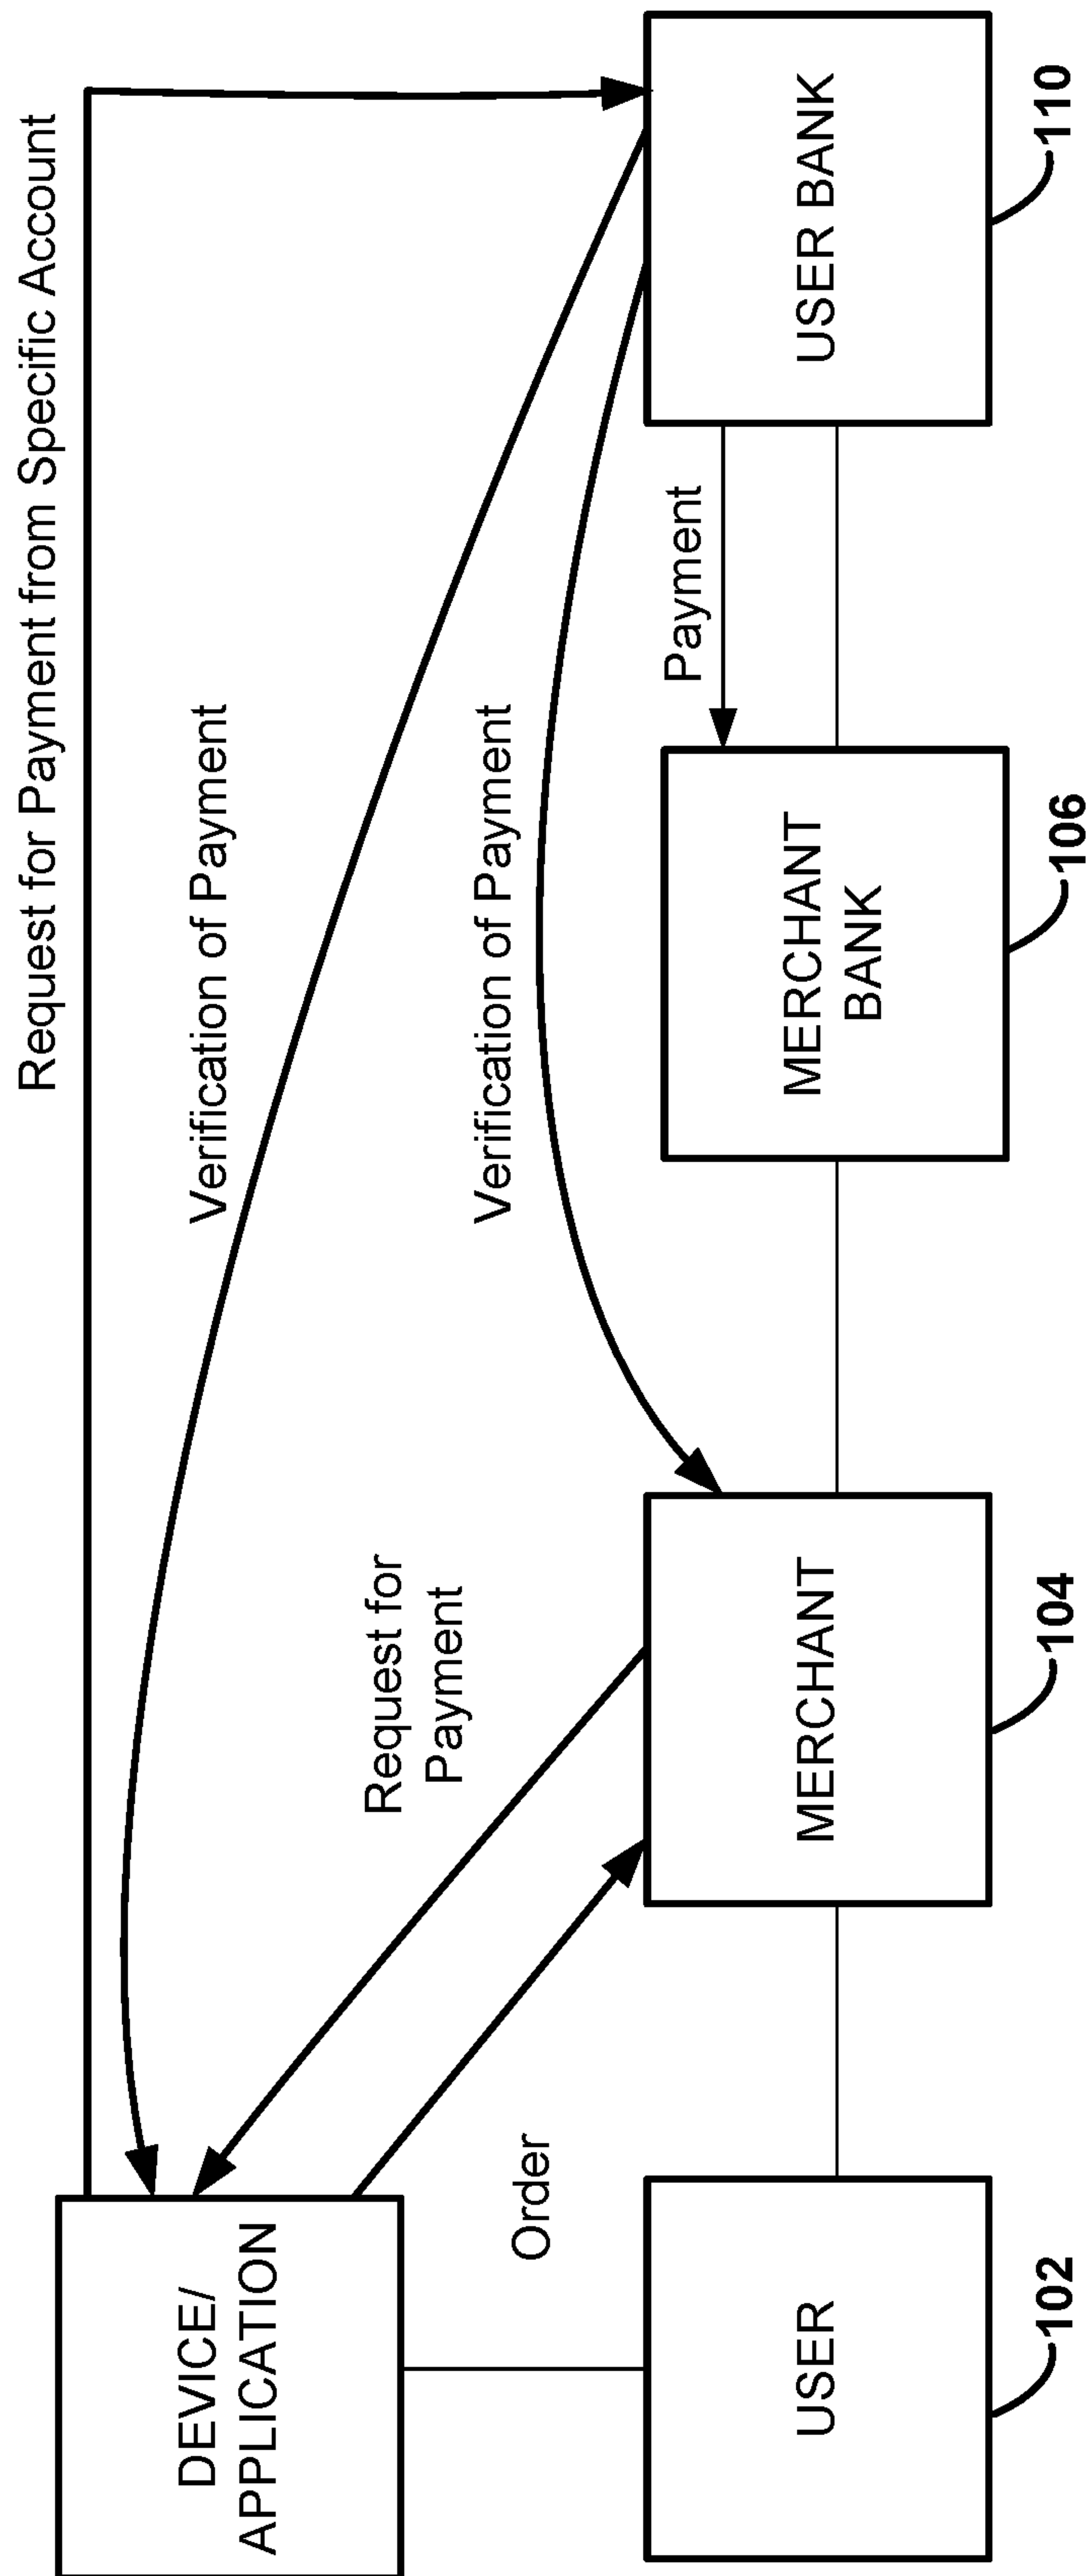 Request for Payment from Specific Account
DEVICE/
APPLICATION
Verification of Payment
Request for
Payment
Verification of Payment
Order
Payment
USER
MERCHANT
MERCHANT
BANK
USER BANK
102
104
106
110